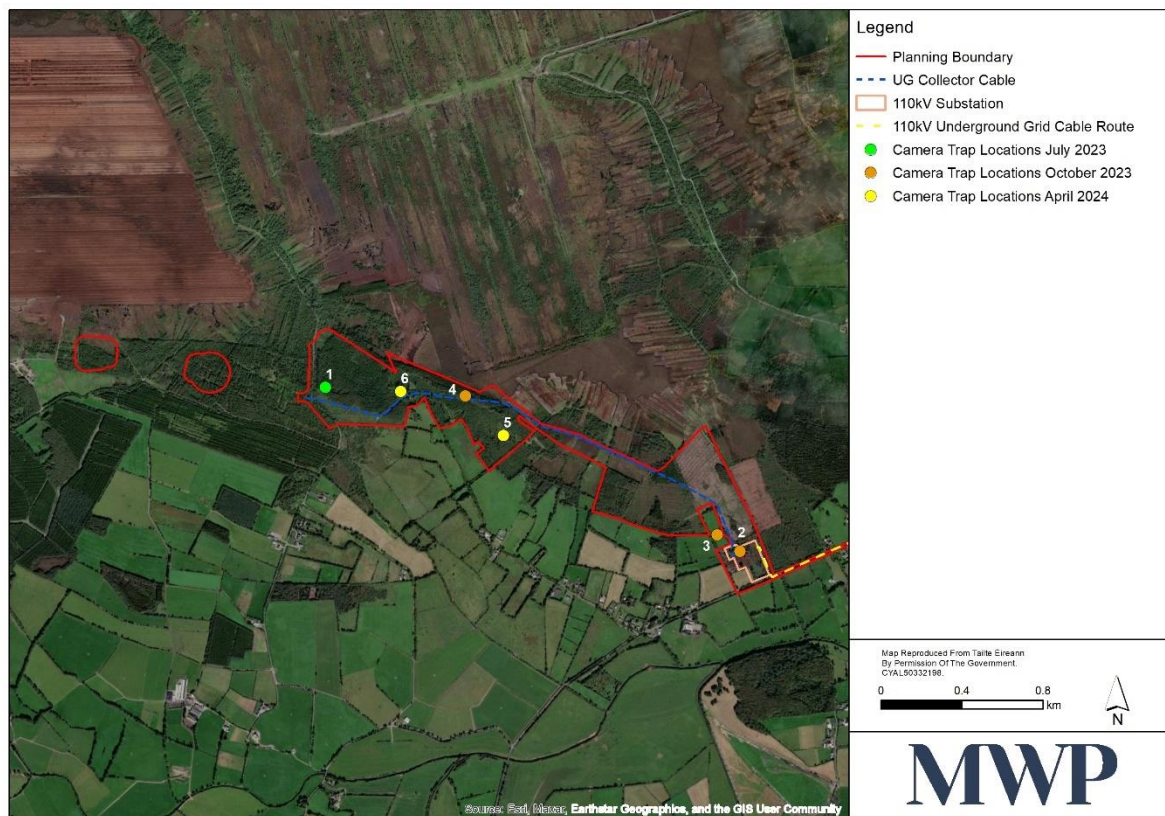 1
6
4
5
3
2
Source: Esri, Maxar, Earthstar Geographics, and the GIS User Community
Legend
Planning Boundary
UG Collector Cable
110kV Substation
110kV Underground Grid Cable Route
Camera Trap Locations July 2023
Camera Trap Locations October 2023
Camera Trap Locations April 2024
Map Reproduced From Tailte Éireann
By Permission Of The Government.
CYAL50332198.
0 0.4 0.8
km
N
MWP